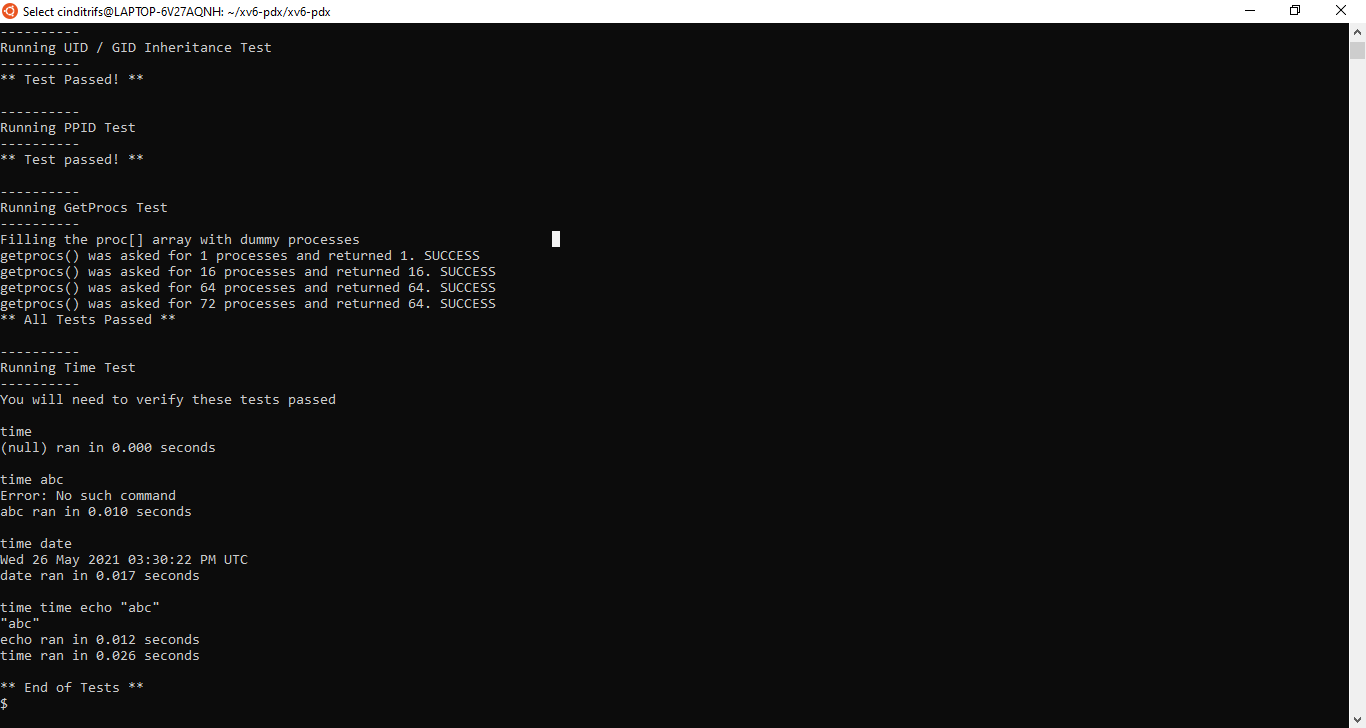 Select cinditrifs@LAPTOP-6V27AQNH: ~/xv6-pdx/xv6-pdx
----------
Running UID / GID Inheritance Test
----------
** Test Passed! **
----------
Running PPID Test
----------
** Test passed! **
----------
Running GetProcs Test
----------
Filling the proc[] array with dummy processes
getprocs() was asked for 1 processes and returned 1. SUCCESS
getprocs() was asked for 16 processes and returned 16. SUCCESS
getprocs() was asked for 64 processes and returned 64. SUCCESS
getprocs() was asked for 72 processes and returned 64. SUCCESS
** All Tests Passed **
----------
Running Time Test
----------
You will need to verify these tests passed
time
(null) ran in 0.000 seconds
time abc
Error: No such command
abc ran in 0.010 seconds
time date
Wed 26 May 2021 03:30:22 PM UTC
date ran in 0.017 seconds
time time echo "abc"
"abc"
echo ran in 0.012 seconds
time ran in 0.026 seconds
** End of Tests **
$